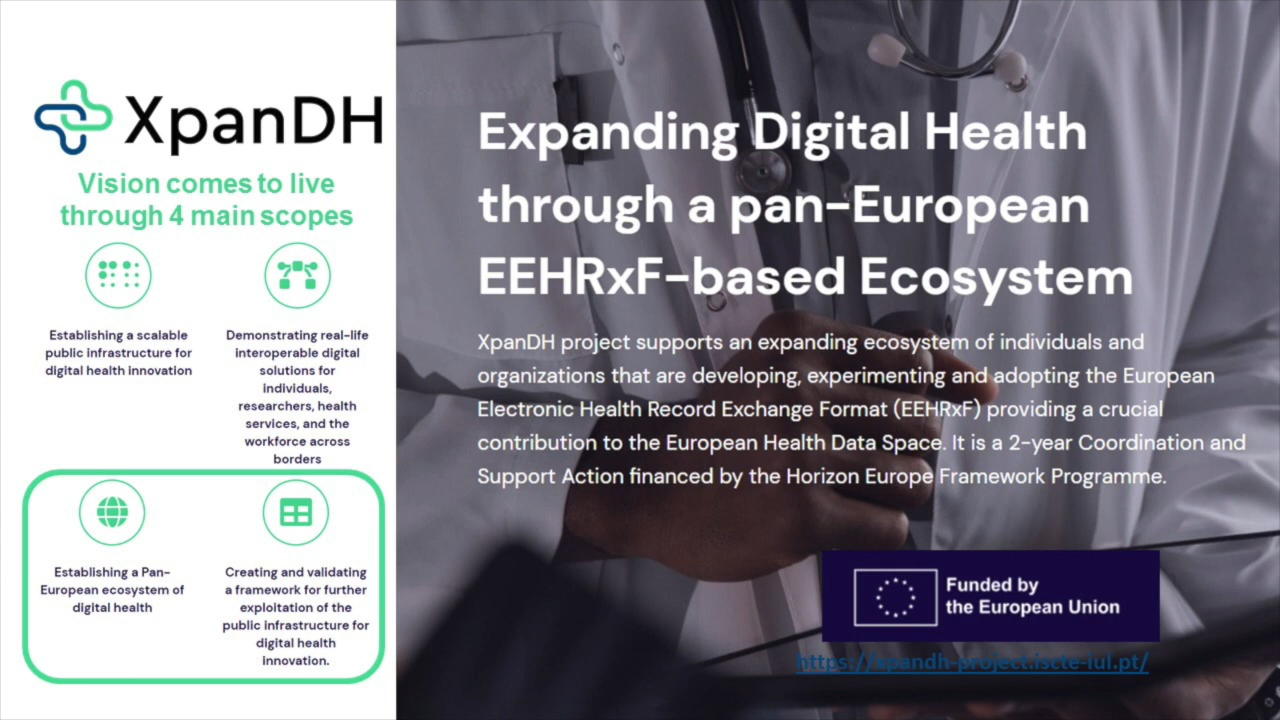 XpanDH
Vision comes to live
through 4 main scopes
Establishing a scalable
public infrastructure for
digital health innovation
Demonstrating real-life
interoperable digital
solutions for
individuals,
researchers, health
services, and the
workforce across
borders
Establishing a Pan-
European ecosystem of
digital health
Creating and validating
a framework for further
exploitation of the
public infrastructure for
digital health
innovation.
Expanding Digital Health
through a pan-European
EEHRxF-based Ecosystem
XpanDH project supports an expanding ecosystem of individuals and
organizations that are developing, experimenting and adopting the European
Electronic Health Record Exchange Format (EEHRxF) providing a crucial
contribution to the European Health Data Space. It is a 2-year Coordination and
Support Action financed by the Horizon Europe Framework Programme.
Funded by
the European Union
https://xpandh-project.iscte-iul.pt/